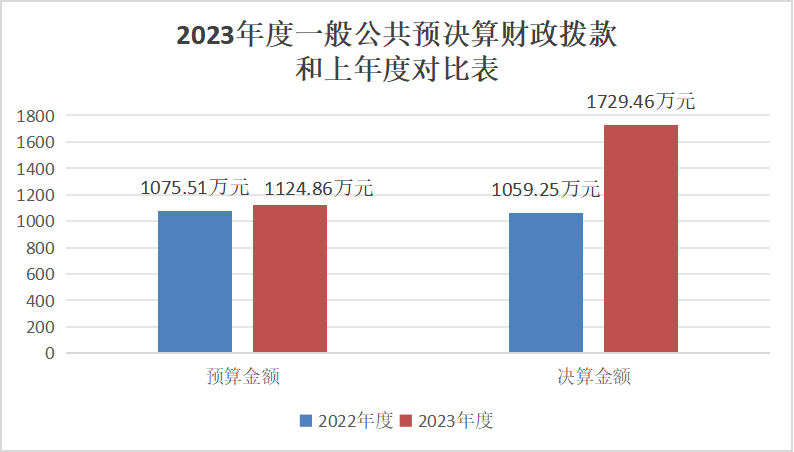 2023年度一般公共预决算财政拨款
和上年度对比表
1729.46万元
1075.51万元
1124.86万元
1059.25万元
1800
1600
1400
1200
1000
800
600
400
200
0
预算金额
决算金额
2022年度
2023年度